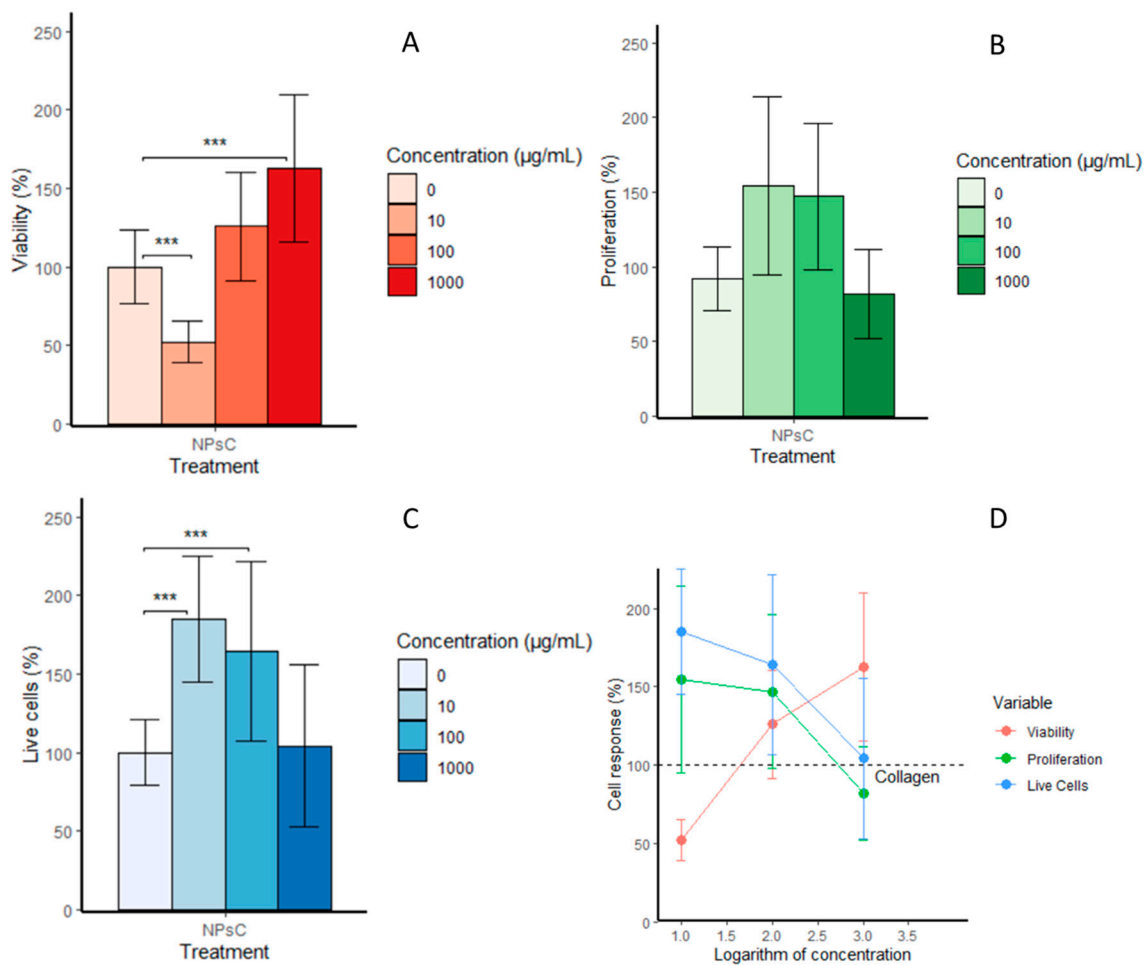 A
250
200
150
100
50
0
Viability (%)
***
***
NPsC
Treatment
Concentration (µg/mL)
0
10
100
1000
B
250
200
150
100
50
0
Proliferation (%)
NPsC
Treatment
Concentration (µg/mL)
0
10
100
1000
C
250
200
150
100
50
0
Live cells (%)
***
***
NPsC
Treatment
Concentration (µg/mL)
0
10
100
1000
D
200
150
100
50
0
Cell response (%)
Collagen
1.0 1.5 2.0 2.5 3.0 3.5
Logarithm of concentration
Variable
Viability
Proliferation
Live Cells